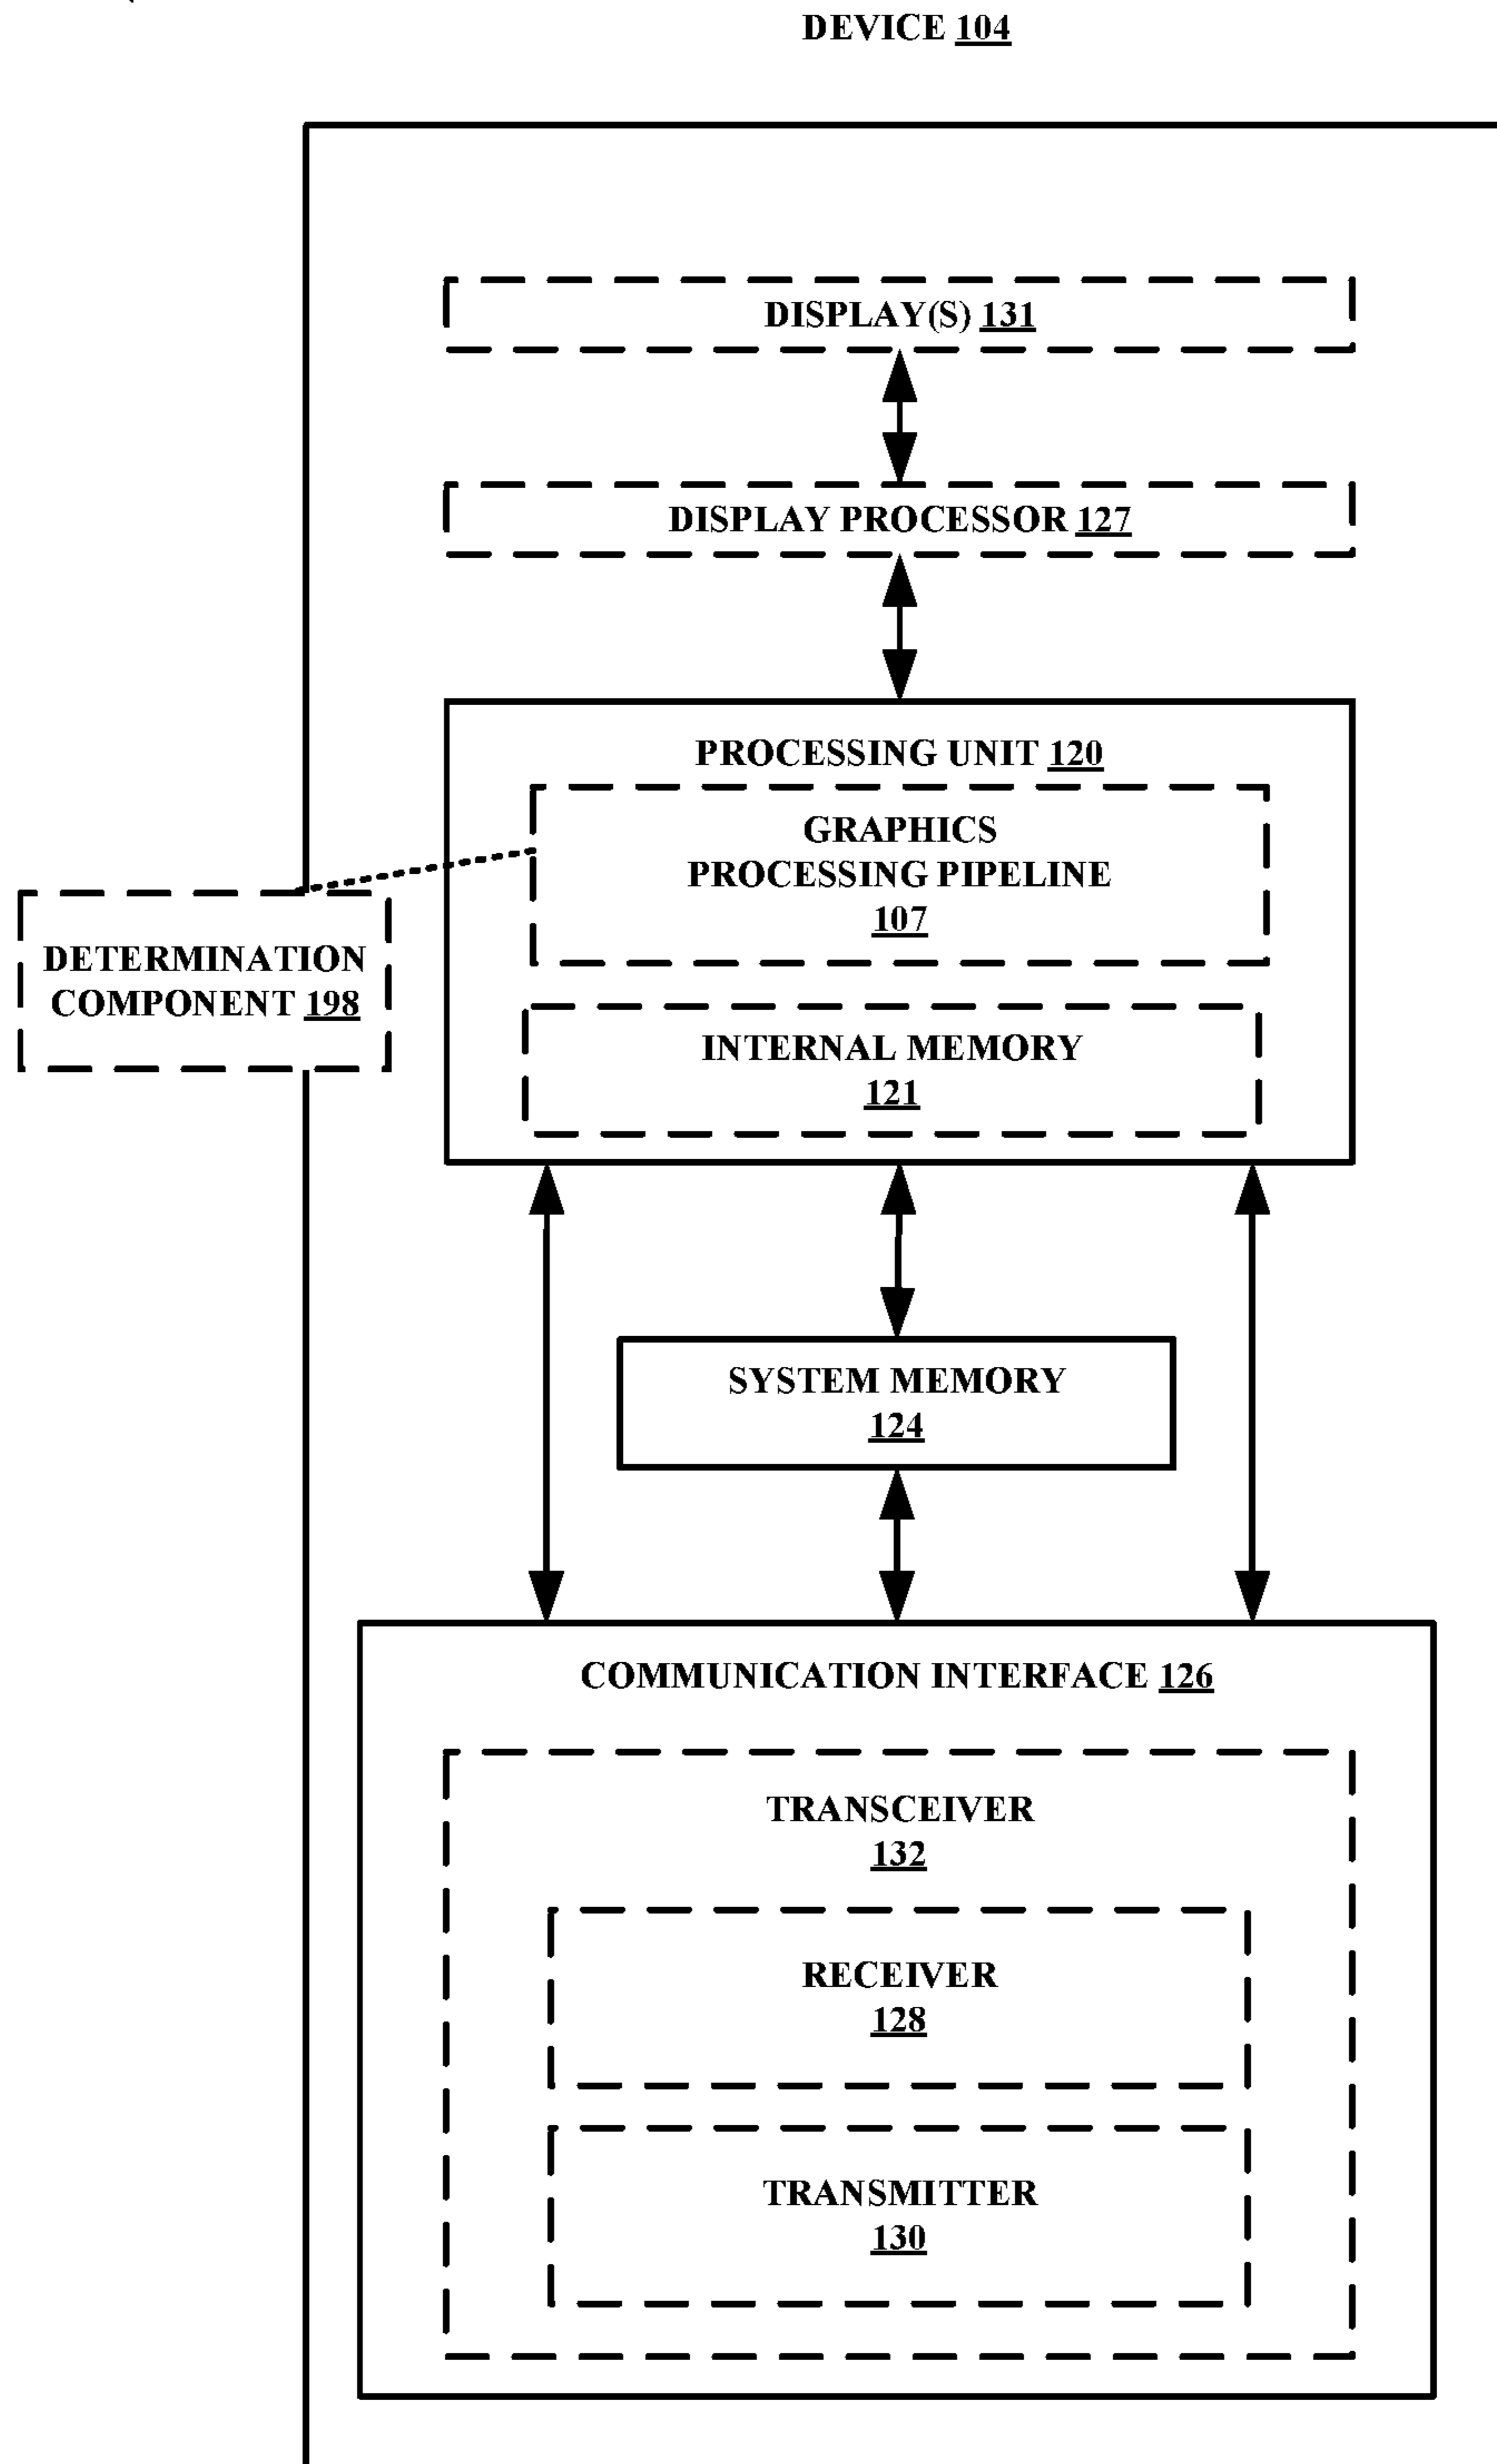 DEVICE 104
DISPLAY(S) 131
DISPLAY PROCESSOR 127
PROCESSING UNIT 120
GRAPHICS
PROCESSING PIPELINE
107
DETERMINATION
COMPONENT 198
INTERNAL MEMORY
121
SYSTEM MEMORY
124
COMMUNICATION INTERFACE 126
TRANSCEIVER
132
RECEIVER
128
TRANSMITTER
130